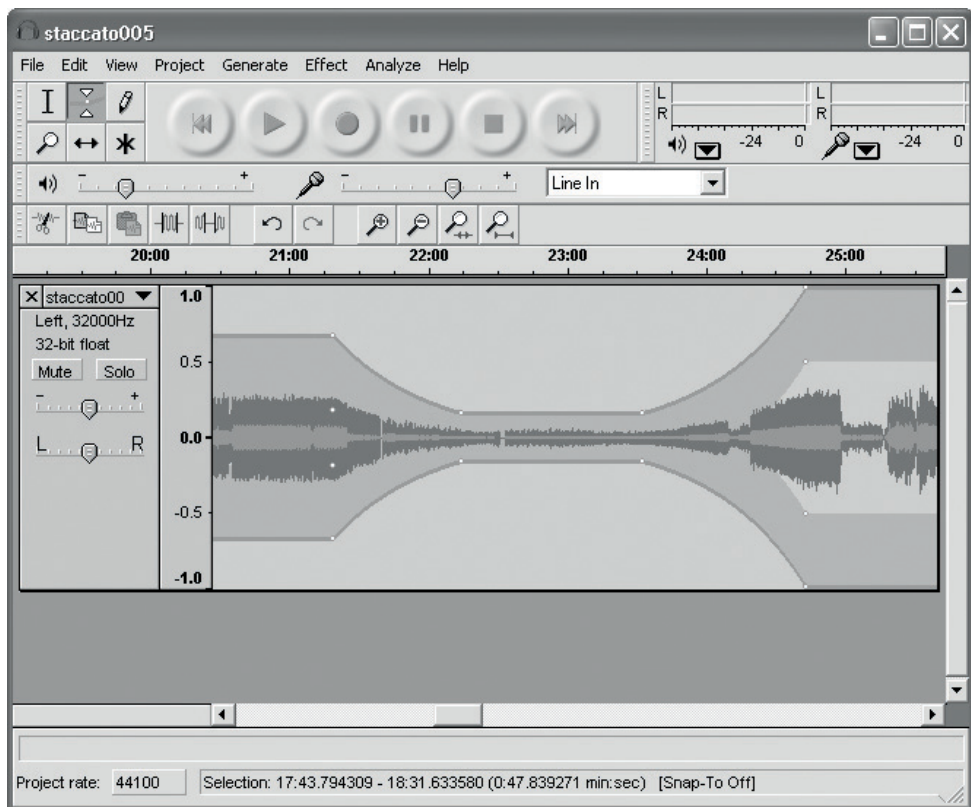 staccato005
File Edit View Project Generate Effect Analyze Help
L
R
-24 0
L
R
-24 0
- +
- +
Line In
20:00 21:00 22:00 23:00 24:00 25:00
X staccato00
Left, 32000Hz
32-bit float
Mute Solo
- +
L R
1.0
0.5
0.0
-0.5
-1.0
Project rate: 44100 Selection: 17:43.794309 - 18:31.633580 (0:47.839271 min:sec) [Snap-To Off]